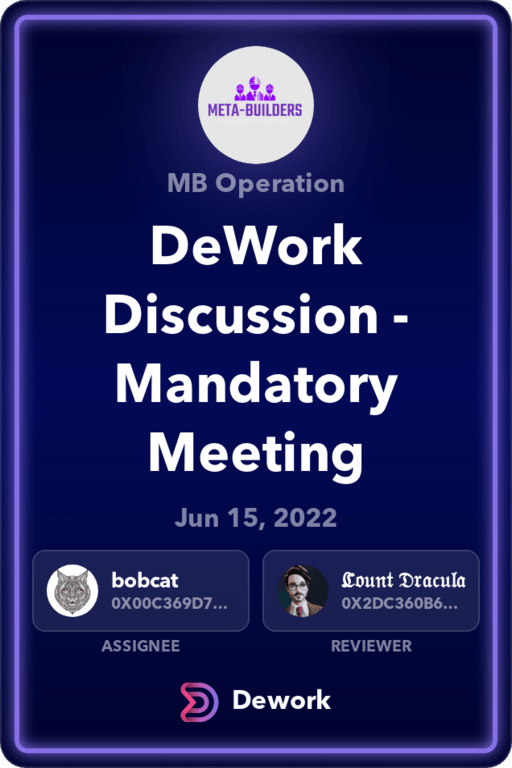 META-BUILDERS
MB Operation
DeWork
Discussion -
Mandatory
Meeting
Jun 15, 2022
bobcat
0X00C369D7...
ASSIGNEE
𝕮ount 𝕯racula
0X2DC360B6...
REVIEWER
Dework